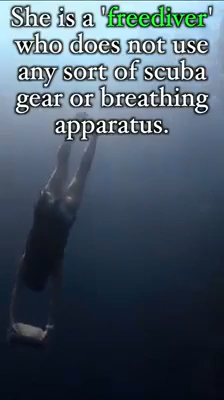 She is a 'freediver'
who does not use
any sort of scuba
gear or breathing
apparatus.